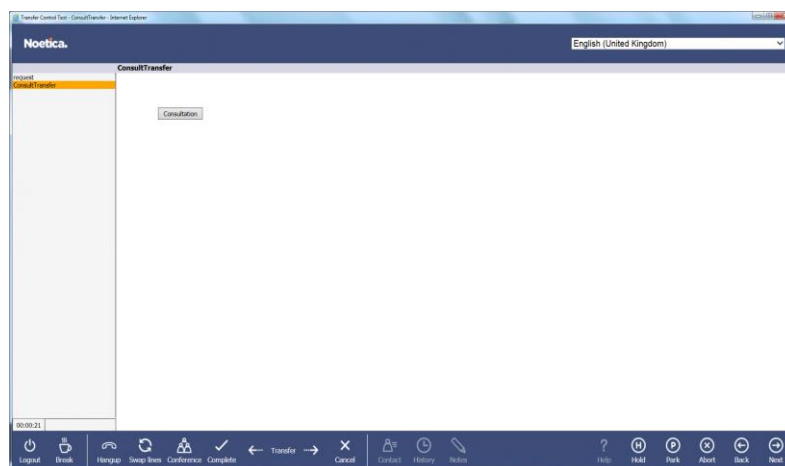 Transfer Control Test - ConsultTransfer - Internet Explorer
Noetica.
English (United Kingdom)
ConsultTransfer
request
ConsultTransfer
Consultation
00:00:21
Logout Break Hangup Swap lines Conference Complete Transfer Cancel Contact History Notes Help Hold Park Abort Back Next